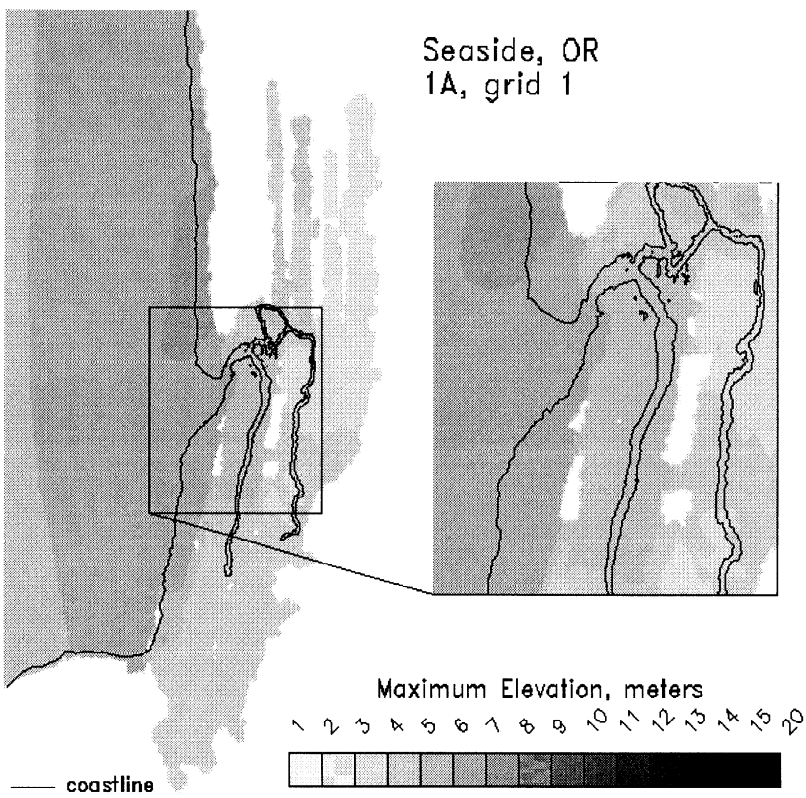 Seaside, OR
1A, grid 1
Maximum Elevation, meters
1 2 3 4 5 6 7 8 9 10 11 12 13 15 20
coastline